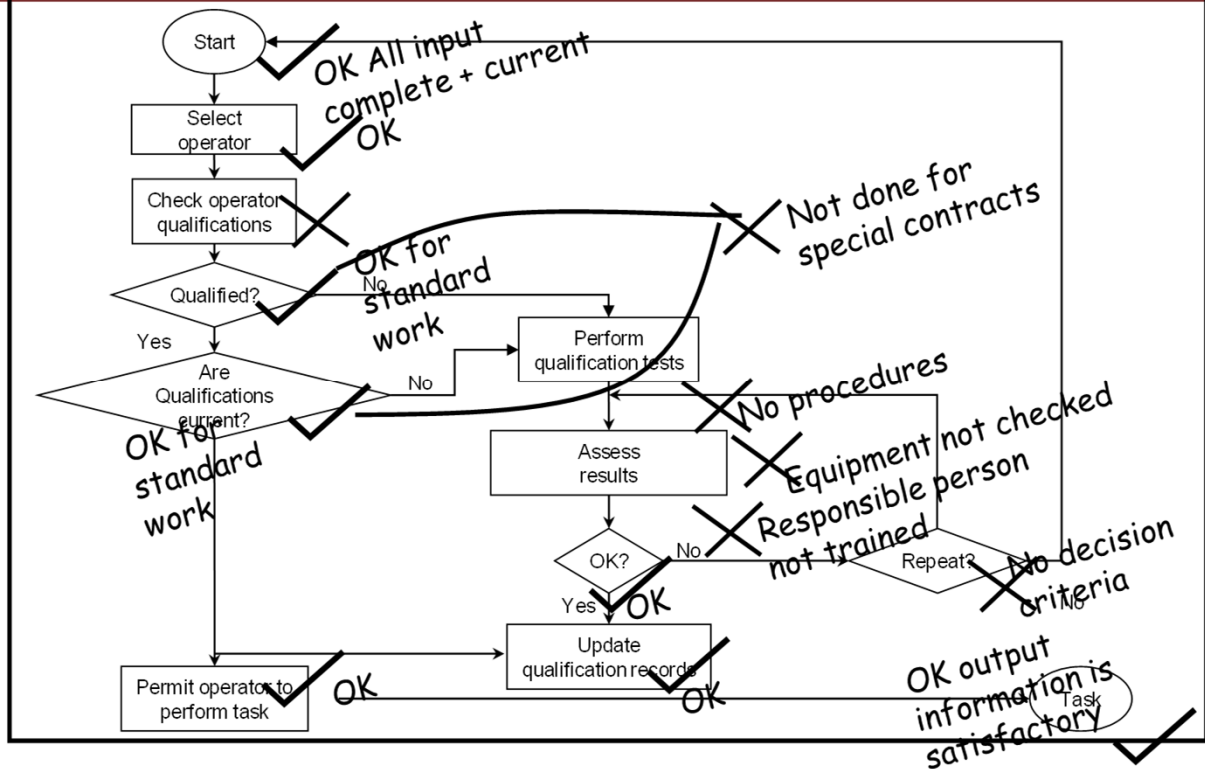 Start
OK All input
complete + current
Select
operator
OK
Check operator
qualifications
Not done for
special contracts
OK for
standard
work
Qualified?
No
Yes
Perform
qualification tests
Are
Qualifications
current?
No
OK for
standard
work
No procedures
Assess
results
Equipment not checked
Responsible person
not trained
OK?
No
Repeat?
No decision
criteria
No
Yes
OK
Update
qualification records
OK
Permit operator to
perform task
OK
OK output
information is
satisfactory
Task